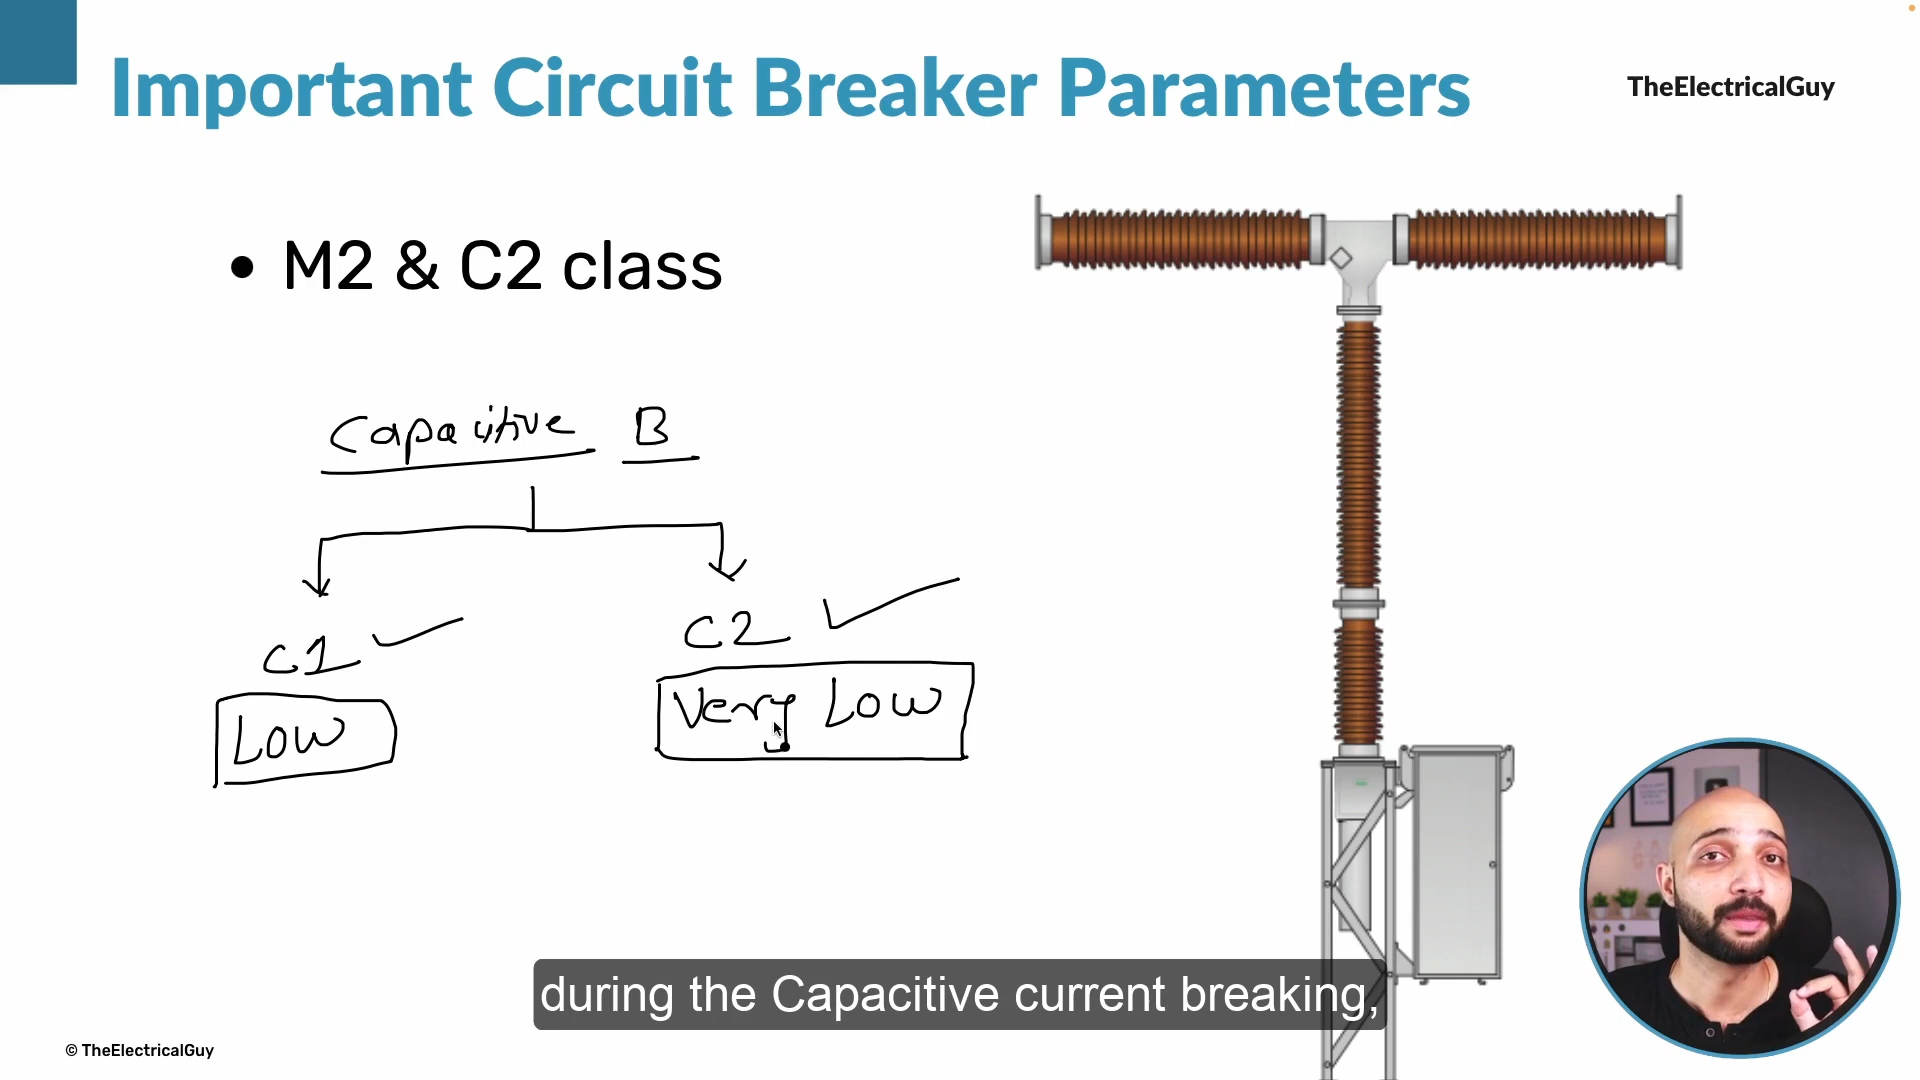 Important Circuit Breaker Parameters
TheElectricalGuy
• M2 & C2 class
Capacitive B
C1
C2
Low
Very Low
during the Capacitive current breaking,
© TheElectricalGuy